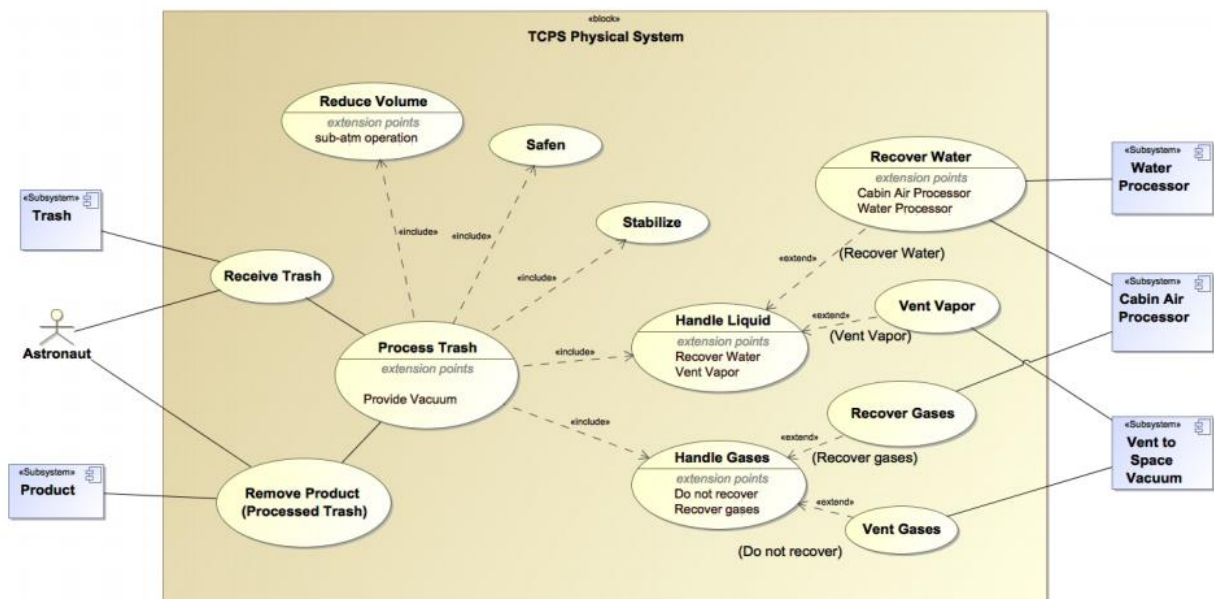 «block»
TCPS Physical System
Reduce Volume
extension points
sub-atm operation
Safen
Stabilize
«include»
«include»
«include»
«Subsystem»
Trash
Receive Trash
Astronaut
Process Trash
extension points
Provide Vacuum
«include»
«include»
«Subsystem»
Product
Remove Product
(Processed Trash)
Recover Water
extension points
Cabin Air Processor
Water Processor
«extend»
(Recover Water)
Handle Liquid
extension points
Recover Water
Vent Vapor
«extend»
(Vent Vapor)
Vent Vapor
Recover Gases
«extend»
(Recover gases)
Handle Gases
extension points
Do not recover
Recover gases
«extend»
(Do not recover)
Vent Gases
«Subsystem»
Water
Processor
«Subsystem»
Cabin Air
Processor
«Subsystem»
Vent to
Space
Vacuum